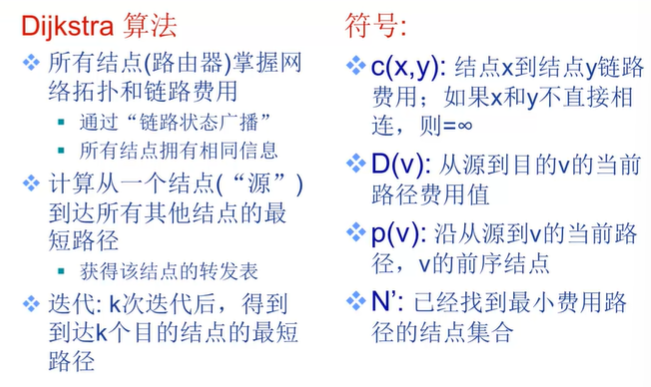 Dijkstra 算法
所有结点(路由器)掌握网
络拓扑和链路费用
通过“链路状态广播”
所有结点拥有相同信息
计算从一个结点(“源”)
到达所有其他结点的最
短路径
获得该结点的转发表
迭代: k次迭代后，得到
到达k个目的结点的最短
路径
符号:
c(x,y): 结点x到结点y链路
费用；如果x和y不直接相
连，则=∞
D(v): 从源到目的v的当前
路径费用值
p(v): 沿从源到v的当前路
径，v的前序结点
N’: 已经找到最小费用路
径的结点集合